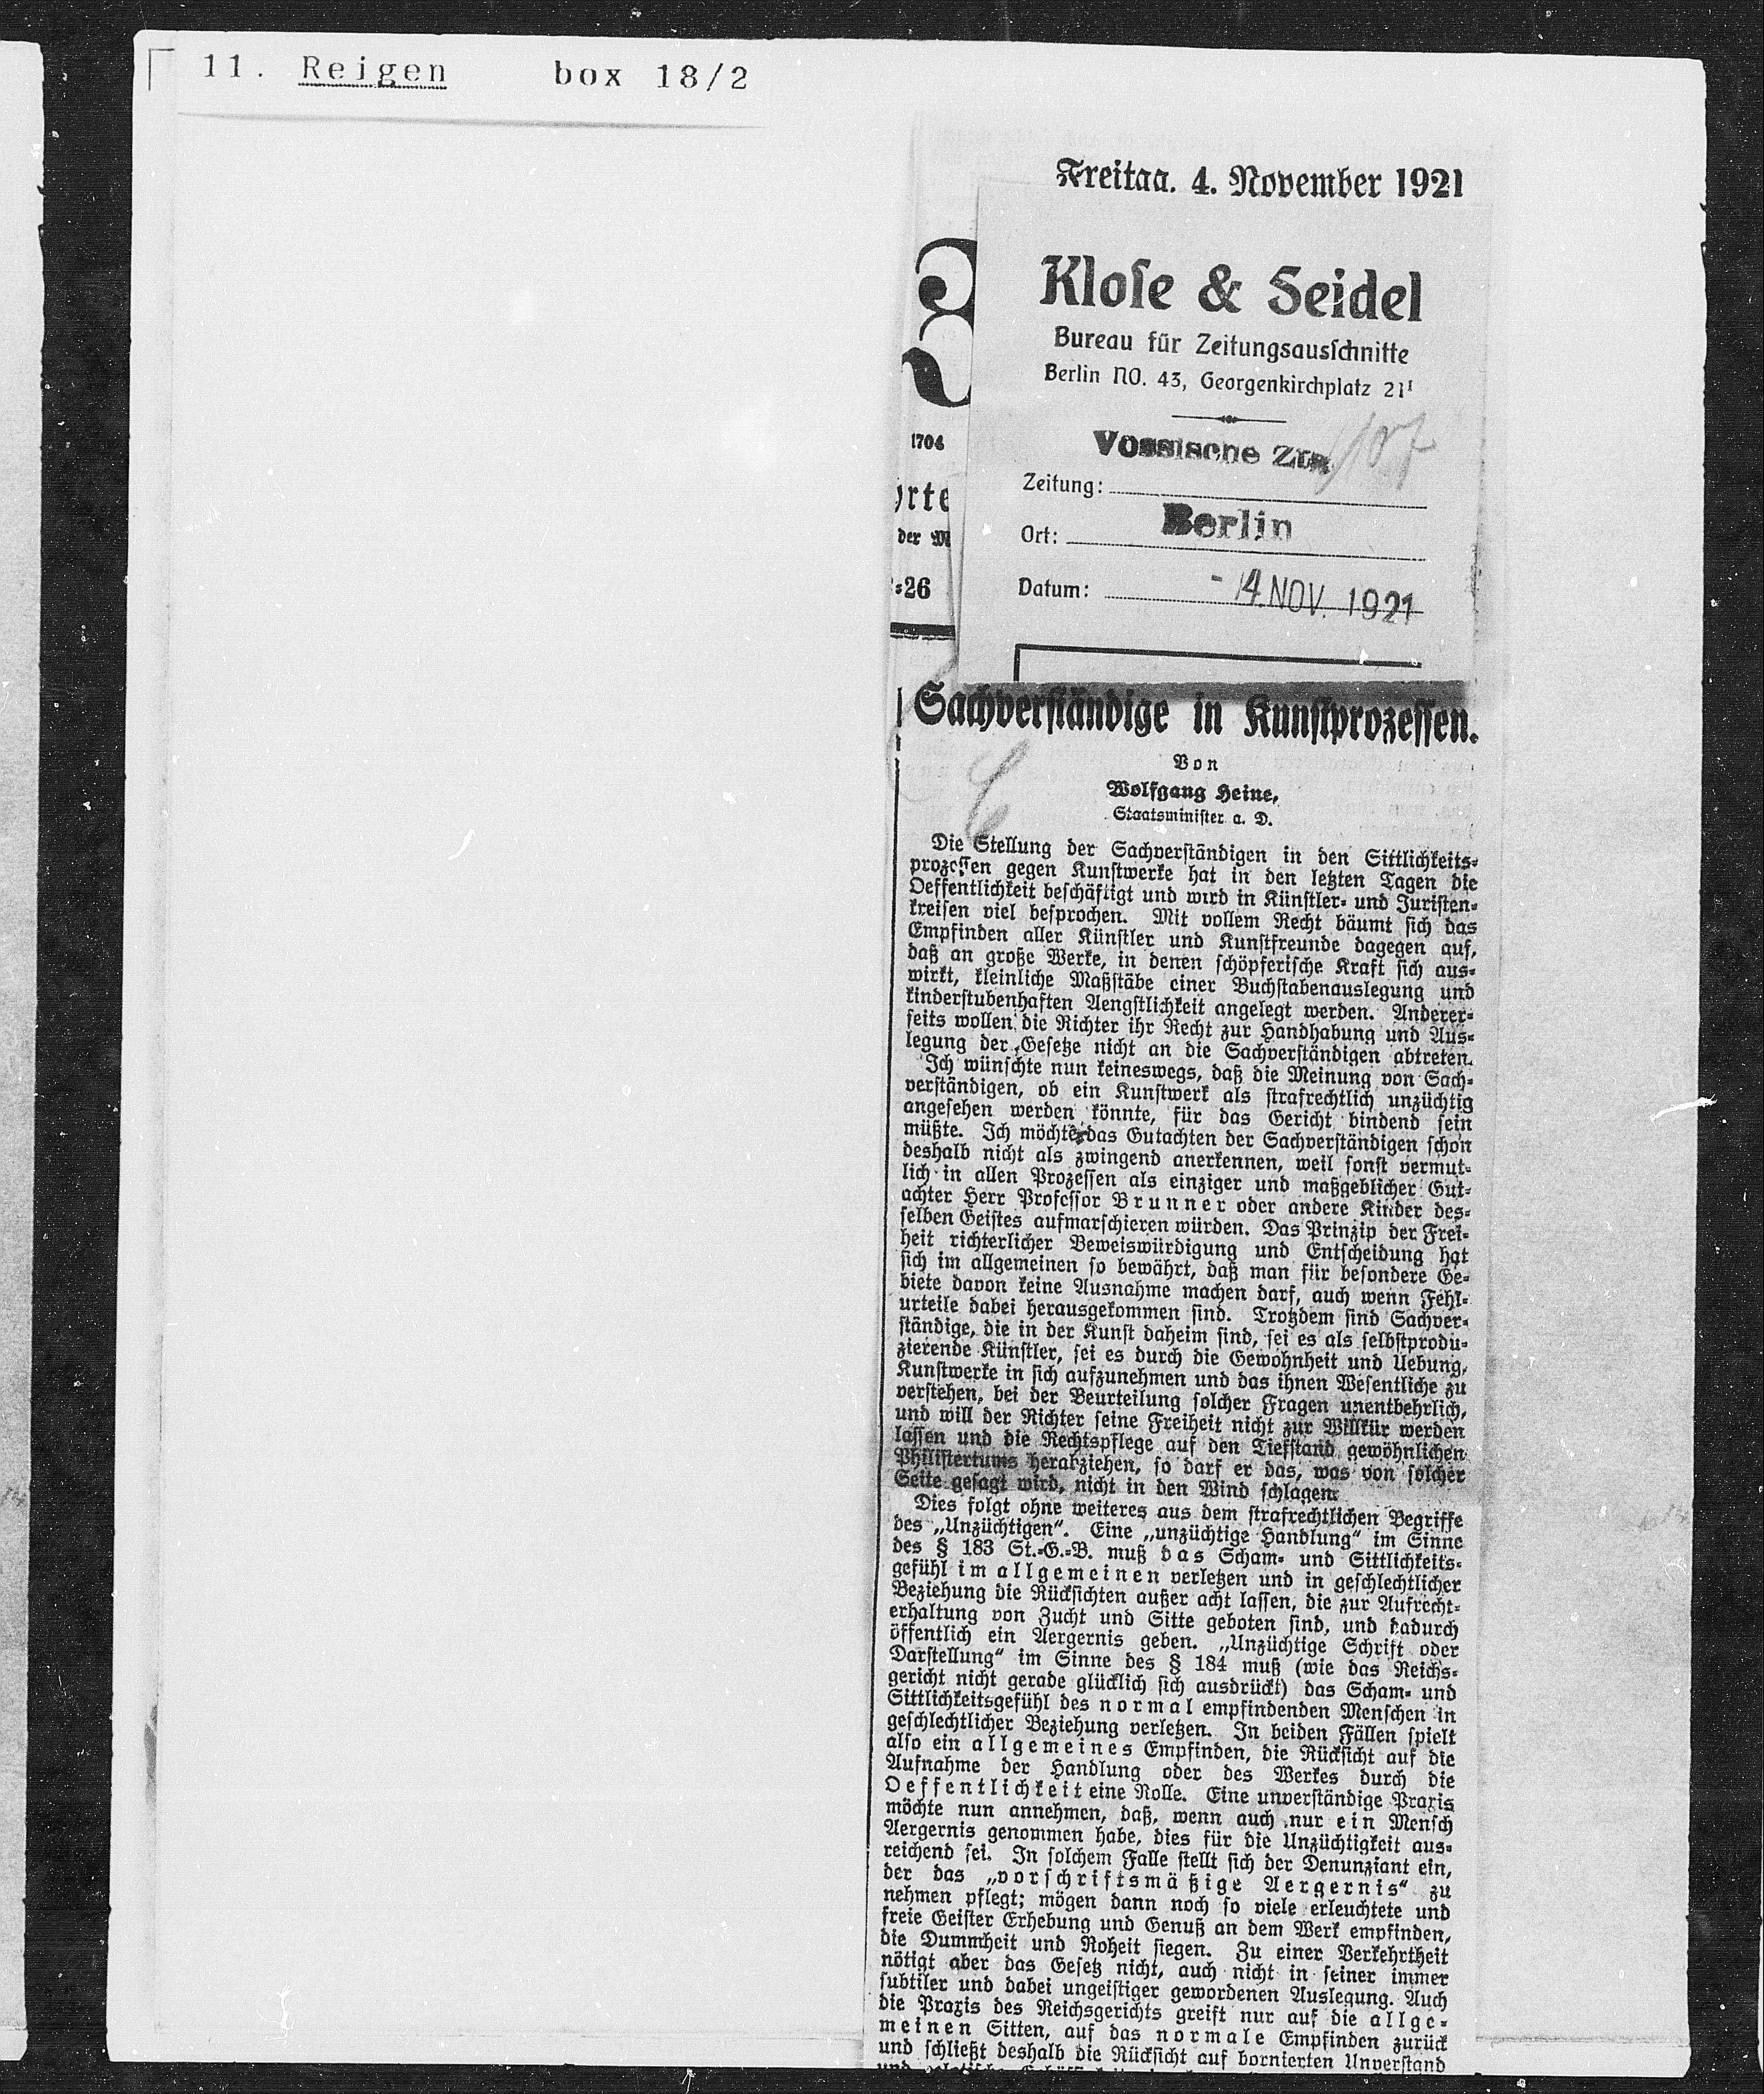 11. Reigen box 18/2
Freitag. 4. November 1921
Klose & Seidel
Bureau für Zeitungsausschnitte
Berlin NO. 43, Georgenkirchplatz 21I
1704
Vossische Ztg.
Zeitung:
der
Ort: Berlin
26
Datum: - 4. NOV. 1921
Sachverständige in Kunstprozessen.
Von
Wolfgang Heine,
Staatsminister a. D.
Die Stellung der Sachverständigen in den Sittlichkeits-
prozessen gegen Kunstwerke hat in den letzten Tagen die
Oeffentlichkeit beschäftigt und wird in Künstler- und Juristen-
kreisen viel besprochen. Mit vollem Recht bäumt sich das
Empfinden aller Künstler und Kunstfreunde dagegen auf,
daß an große Werke, in denen schöpferische Kraft sich aus-
wirkt, kleinliche Maßstäbe einer Buchstabenauslegung und
kinderstubenhaften Aengstlichkeit angelegt werden. Anderer-
seits wollen die Richter ihr Recht zur Handhabung und Aus-
legung der Gesetze nicht an die Sachverständigen abtreten.
Ich wünschte nun keineswegs, daß die Meinung von Sach-
verständigen, ob ein Kunstwerk als strafrechtlich unzüchtig
angesehen werden könnte, für das Gericht bindend sein
müßte. Ich möchte das Gutachten der Sachverständigen schon
deshalb nicht als zwingend anerkennen, weil sonst vermut-
lich in allen Prozessen als einziger und maßgeblicher Gut-
achter Herr Professor Brunner oder andere Kinder des-
selben Geistes aufmarschieren würden. Das Prinzip der Frei-
heit richterlicher Beweiswürdigung und Entscheidung hat
sich im allgemeinen so bewährt, daß man für besondere Ge-
biete davon keine Ausnahme machen darf, auch wenn Fehl-
urteile dabei herausgekommen sind. Trotzdem sind Sachver-
ständige, die in der Kunst daheim sind, sei es als selbstprodu-
zierende Künstler, sei es durch die Gewohnheit und Uebung,
Kunstwerke in sich aufzunehmen und das ihnen Wesentliche zu
verstehen, bei der Beurteilung solcher Fragen unentbehrlich,
und will der Richter seine Freiheit nicht zur Willkür werden
lassen und die Rechtspflege auf den Tiefstand gewöhnlichen
Philistertums herabziehen, so darf er das, was von solcher
Seite gesagt wird, nicht in den Wind schlagen.
Dies folgt ohne weiteres aus dem strafrechtlichen Begriffe
des „Unzüchtigen“. Eine „unzüchtige Handlung“ im Sinne
des § 183 St.-G.-B. muß das Scham- und Sittlichkeits-
gefühl im allgemeinen verletzen und in geschlechtlicher
Beziehung die Rücksichten außer acht lassen, die zur Aufrecht-
erhaltung von Zucht und Sitte geboten sind, und dadurch
öffentlich ein Aergernis geben. „Unzüchtige Schrift oder
Darstellung“ im Sinne des § 184 muß (wie das Reichs-
gericht nicht gerade glücklich sich ausdrückt) das Scham- und
Sittlichkeitsgefühl des normal empfindenden Menschen in
geschlechtlicher Beziehung verletzen. In beiden Fällen spielt
also ein allgemeines Empfinden, die Rücksicht auf die
Aufnahme der Handlung oder des Werkes durch die
Oeffentlichkeit eine Rolle. Eine unverständige Praxis
möchte nun annehmen, daß, wenn auch nur ein Mensch
Aergernis genommen habe, dies für die Unzüchtigkeit aus-
reichend sei. In solchem Falle stellt sich der Denunziant ein,
der das „vorschriftsmäßige Aergernis“ zu
nehmen pflegt; mögen dann noch so viele erleuchtete und
freie Geister Erhebung und Genuß an dem Werk empfinden,
die Dummheit und Roheit siegen. Zu einer Verkehrtheit
nötigt aber das Gesetz nicht, auch nicht in seiner immer
subtiler und dabei ungeistiger gewordenen Auslegung. Auch
die Praxis des Reichsgerichts greift nur auf die allge-
meinen Sitten, auf das normale Empfinden zurück
und schließt deshalb die Rücksicht auf bornierten Unverstand